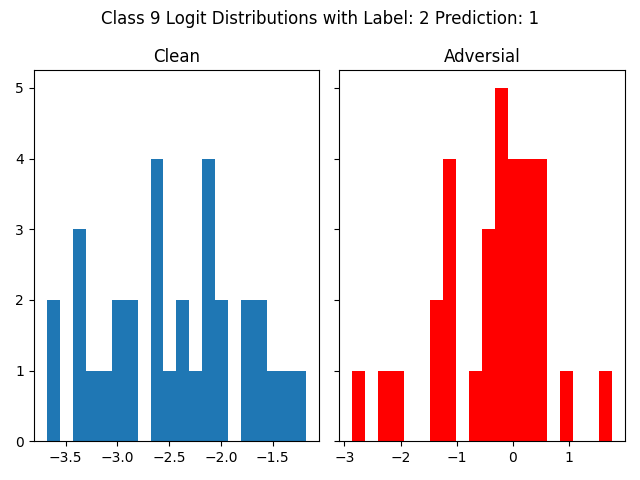 Class 9 Logit Distributions with Label: 2 Prediction: 1
Clean
Adversial
5
4
3
2
1
0
−3.5 −3.0 −2.5 −2.0 −1.5
−3 −2 −1 0 1